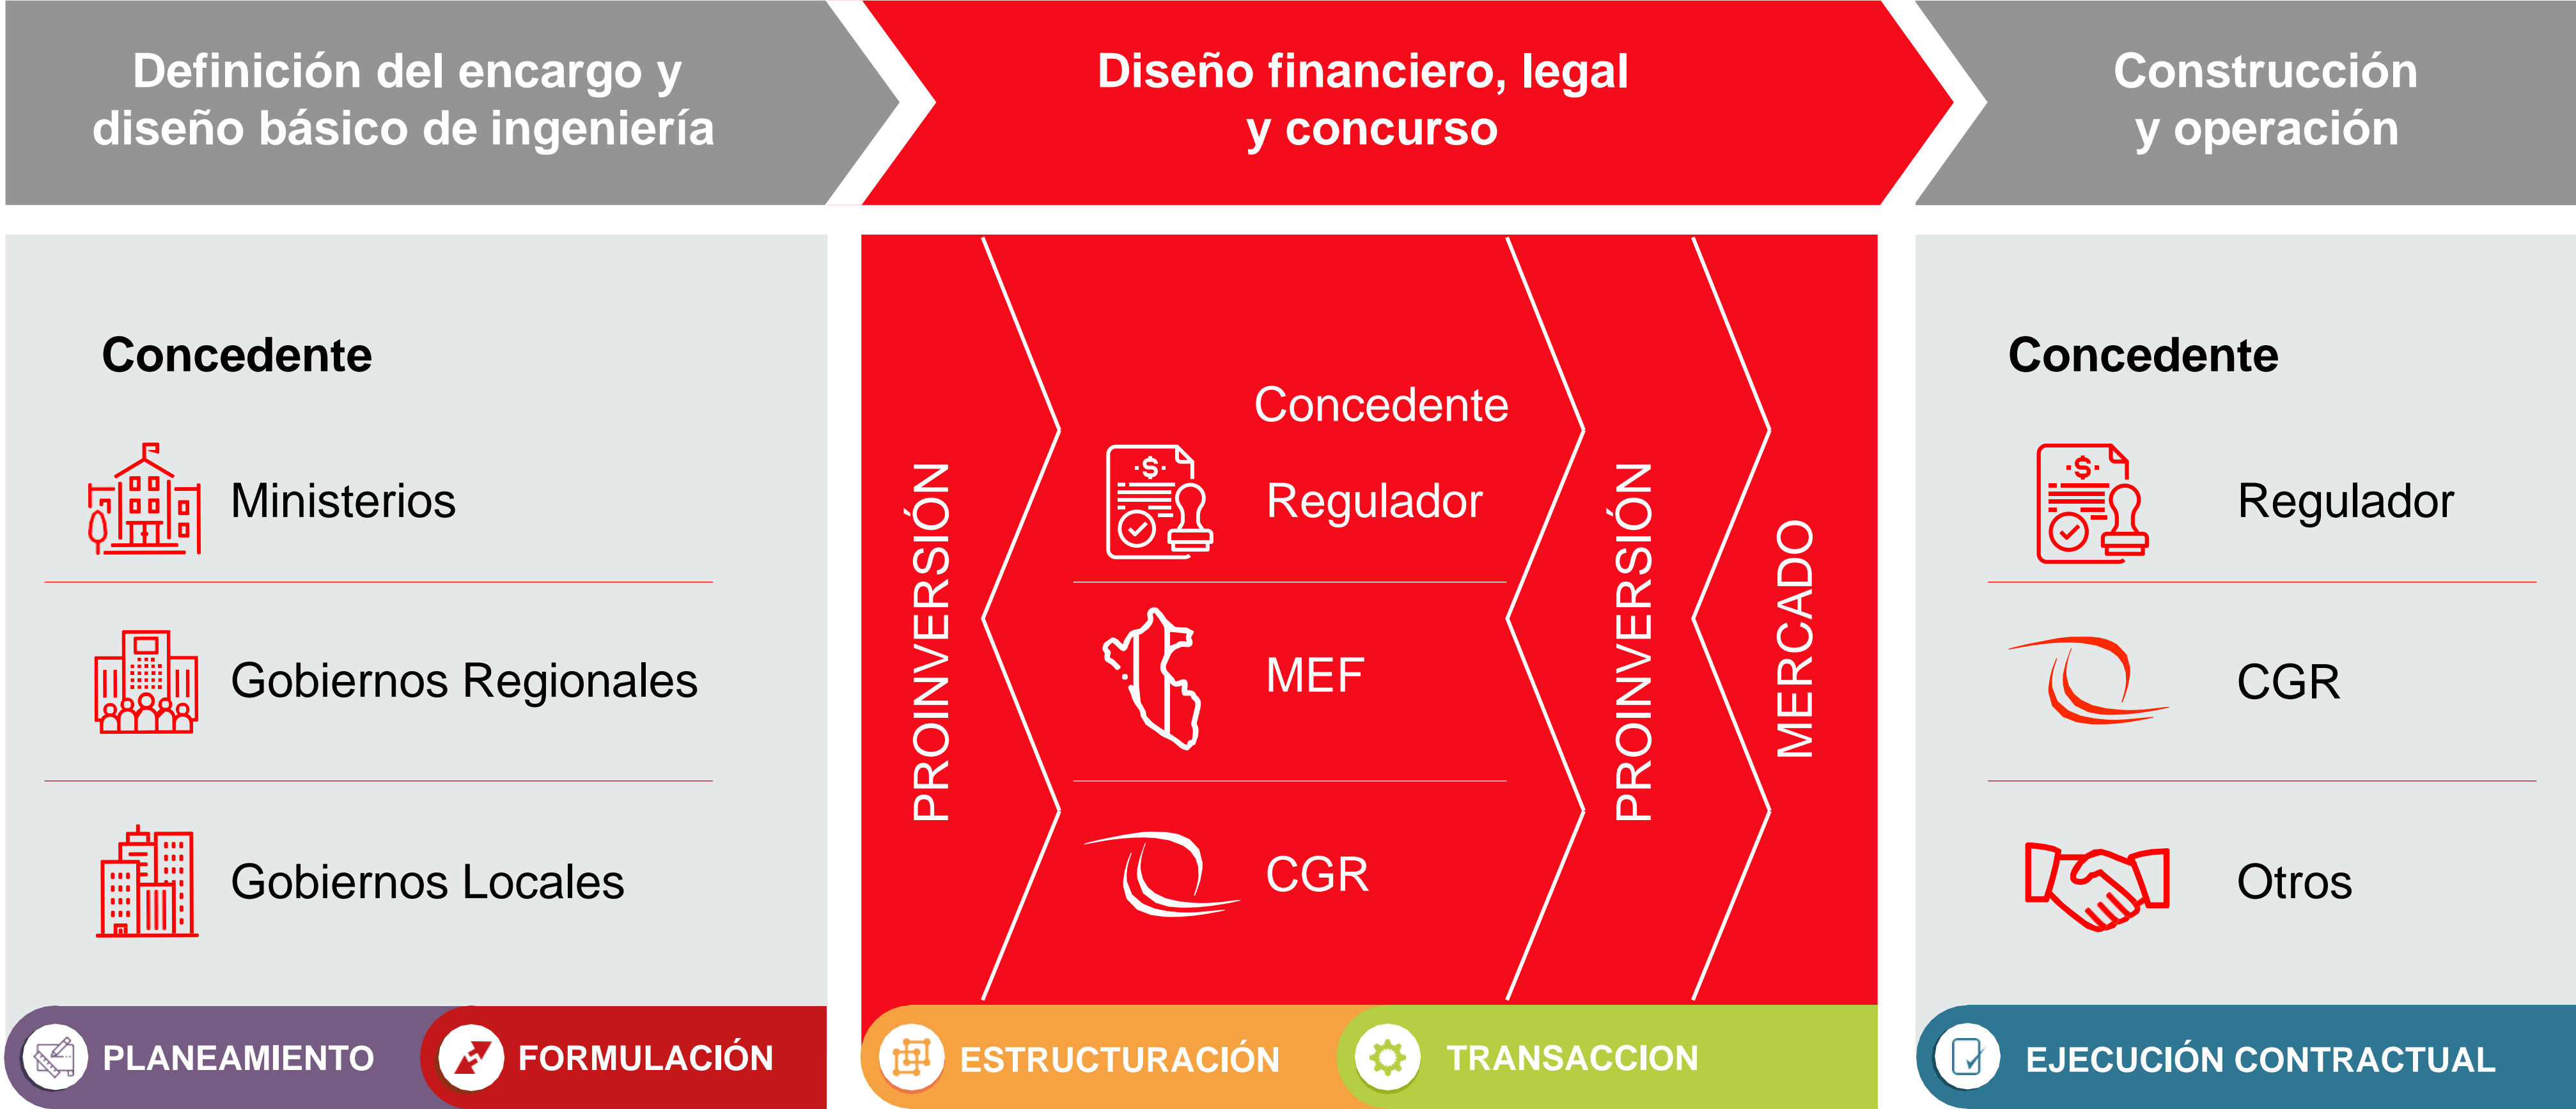 Definición del encargo y
diseño básico de ingeniería
Diseño financiero, legal
y concurso
Construcción
y operación
Concedente
Ministerios
Gobiernos Regionales
Gobiernos Locales
PROINVERSIÓN
Concedente
·$·
Regulador
MEF
CGR
PROINVERSIÓN
MERCADO
Concedente
·$·
Regulador
CGR
Otros
PLANEAMIENTO
FORMULACIÓN
ESTRUCTURACIÓN
TRANSACCION
EJECUCIÓN CONTRACTUAL